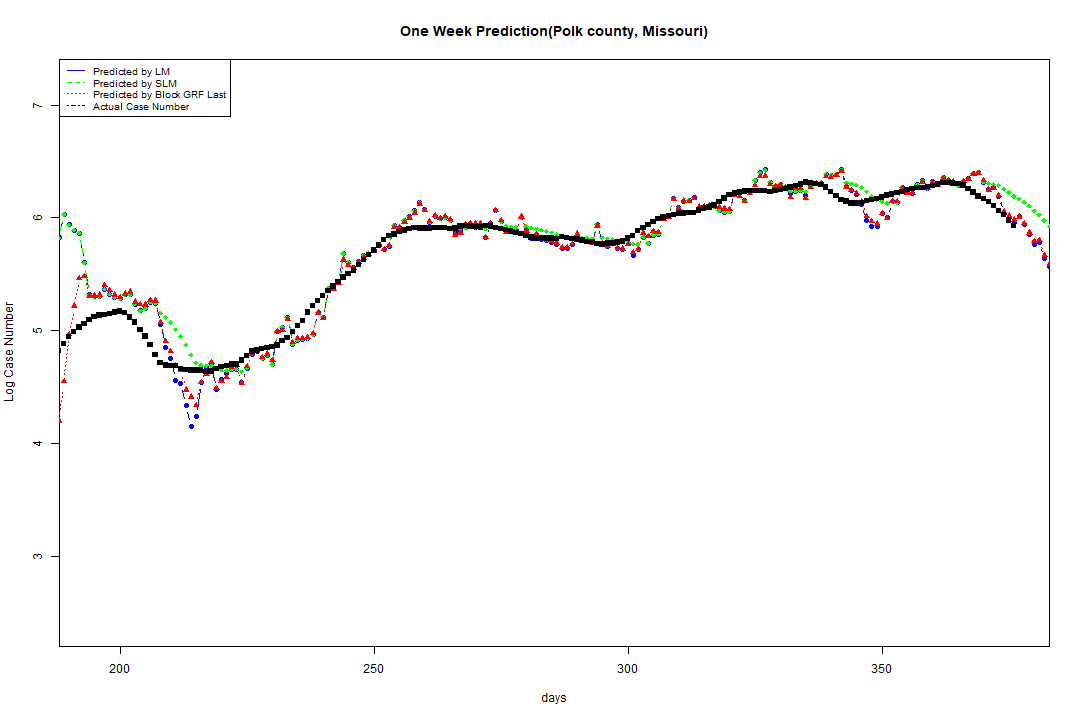 One Week Prediction(Polk county, Missouri)
Predicted by LM
Predicted by SLM
Predicted by Block GRF Last
Actual Case Number
7
6
5
4
3
Log Case Number
200
250
300
350
days